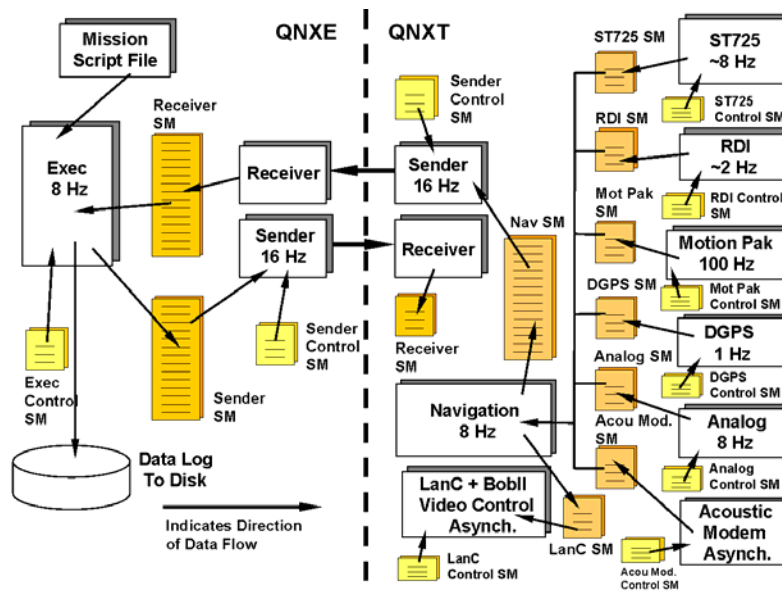 QNXE
QNXT
Mission
Script File
Receiver
SM
Exec
8 Hz
Receiver
Sender
16 Hz
Exec
Control
SM
Sender
SM
Sender
Control
SM
Data Log
To Disk
Indicates Direction
of Data Flow
Sender
Control
SM
Sender
16 Hz
Receiver
Receiver SM
Nav SM
Navigation
8 Hz
LanC + BobII
Video Control
Asynch.
LanC
Control SM
LanC SM
ST725 SM
ST725
~8 Hz
ST725
Control SM
RDI SM
RDI
~2 Hz
RDI Control
SM
Mot Pak
SM
Motion Pak
100 Hz
Mot Pak
Control SM
DGPS SM
DGPS
1 Hz
DGPS
Control SM
Analog SM
Analog
8 Hz
Analog
Control SM
Acou Mod.
SM
Acoustic
Modem
Asynch.
Acou Mod.
Control SM